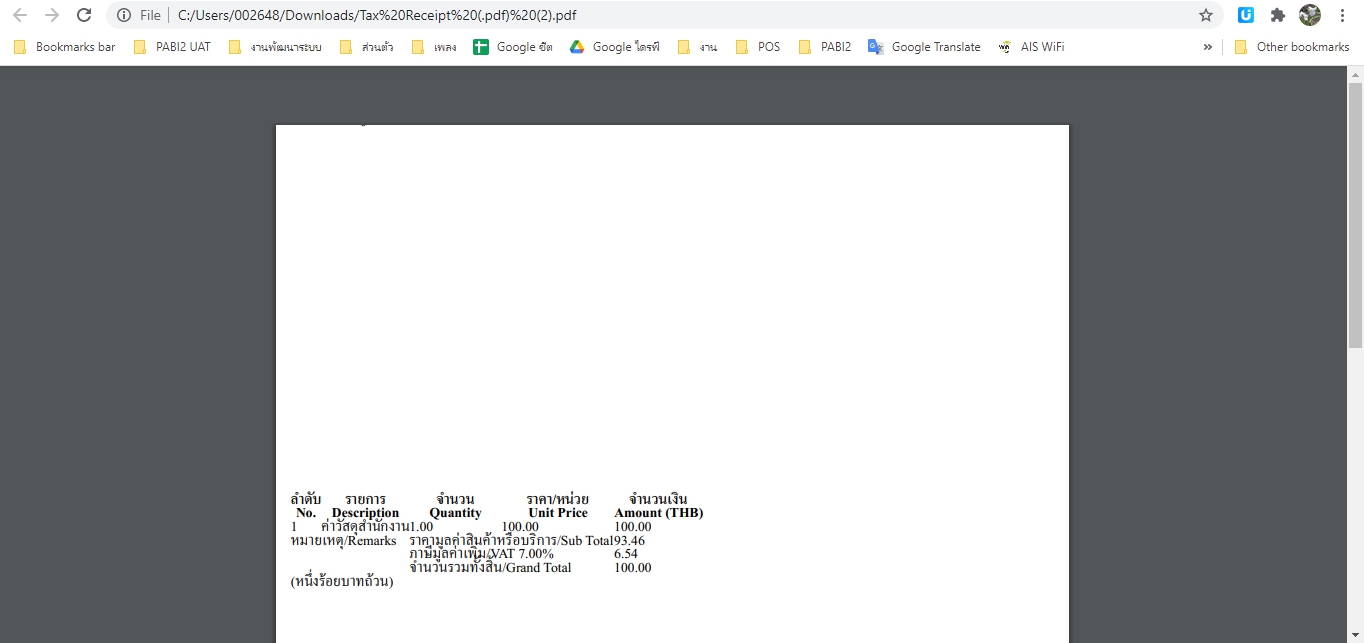 File C:/Users/002648/Downloads/Tax%20Receipt%20(.pdf)%20(2).pdf
Bookmarks bar PABI2 UAT งานพัฒนาระบบ ส่วนตัว เพลง Google ชีต Google ไดรฟ์ งาน POS PABI2 Google Translate AIS WiFi » Other bookmarks
ลำดับ รายการ จำนวน ราคา/หน่วย จำนวนเงิน
No. Description Quantity Unit Price Amount (THB)
1 ค่าวัสดุสำนักงาน 1.00 100.00 100.00
หมายเหตุ/Remarks ราคามูลค่าสินค้าหรือบริการ/Sub Total 93.46
ภาษีมูลค่าเพิ่ม/VAT 7.00% 6.54
จำนวนรวมทั้งสิ้น/Grand Total 100.00
(หนึ่งร้อยบาทถ้วน)